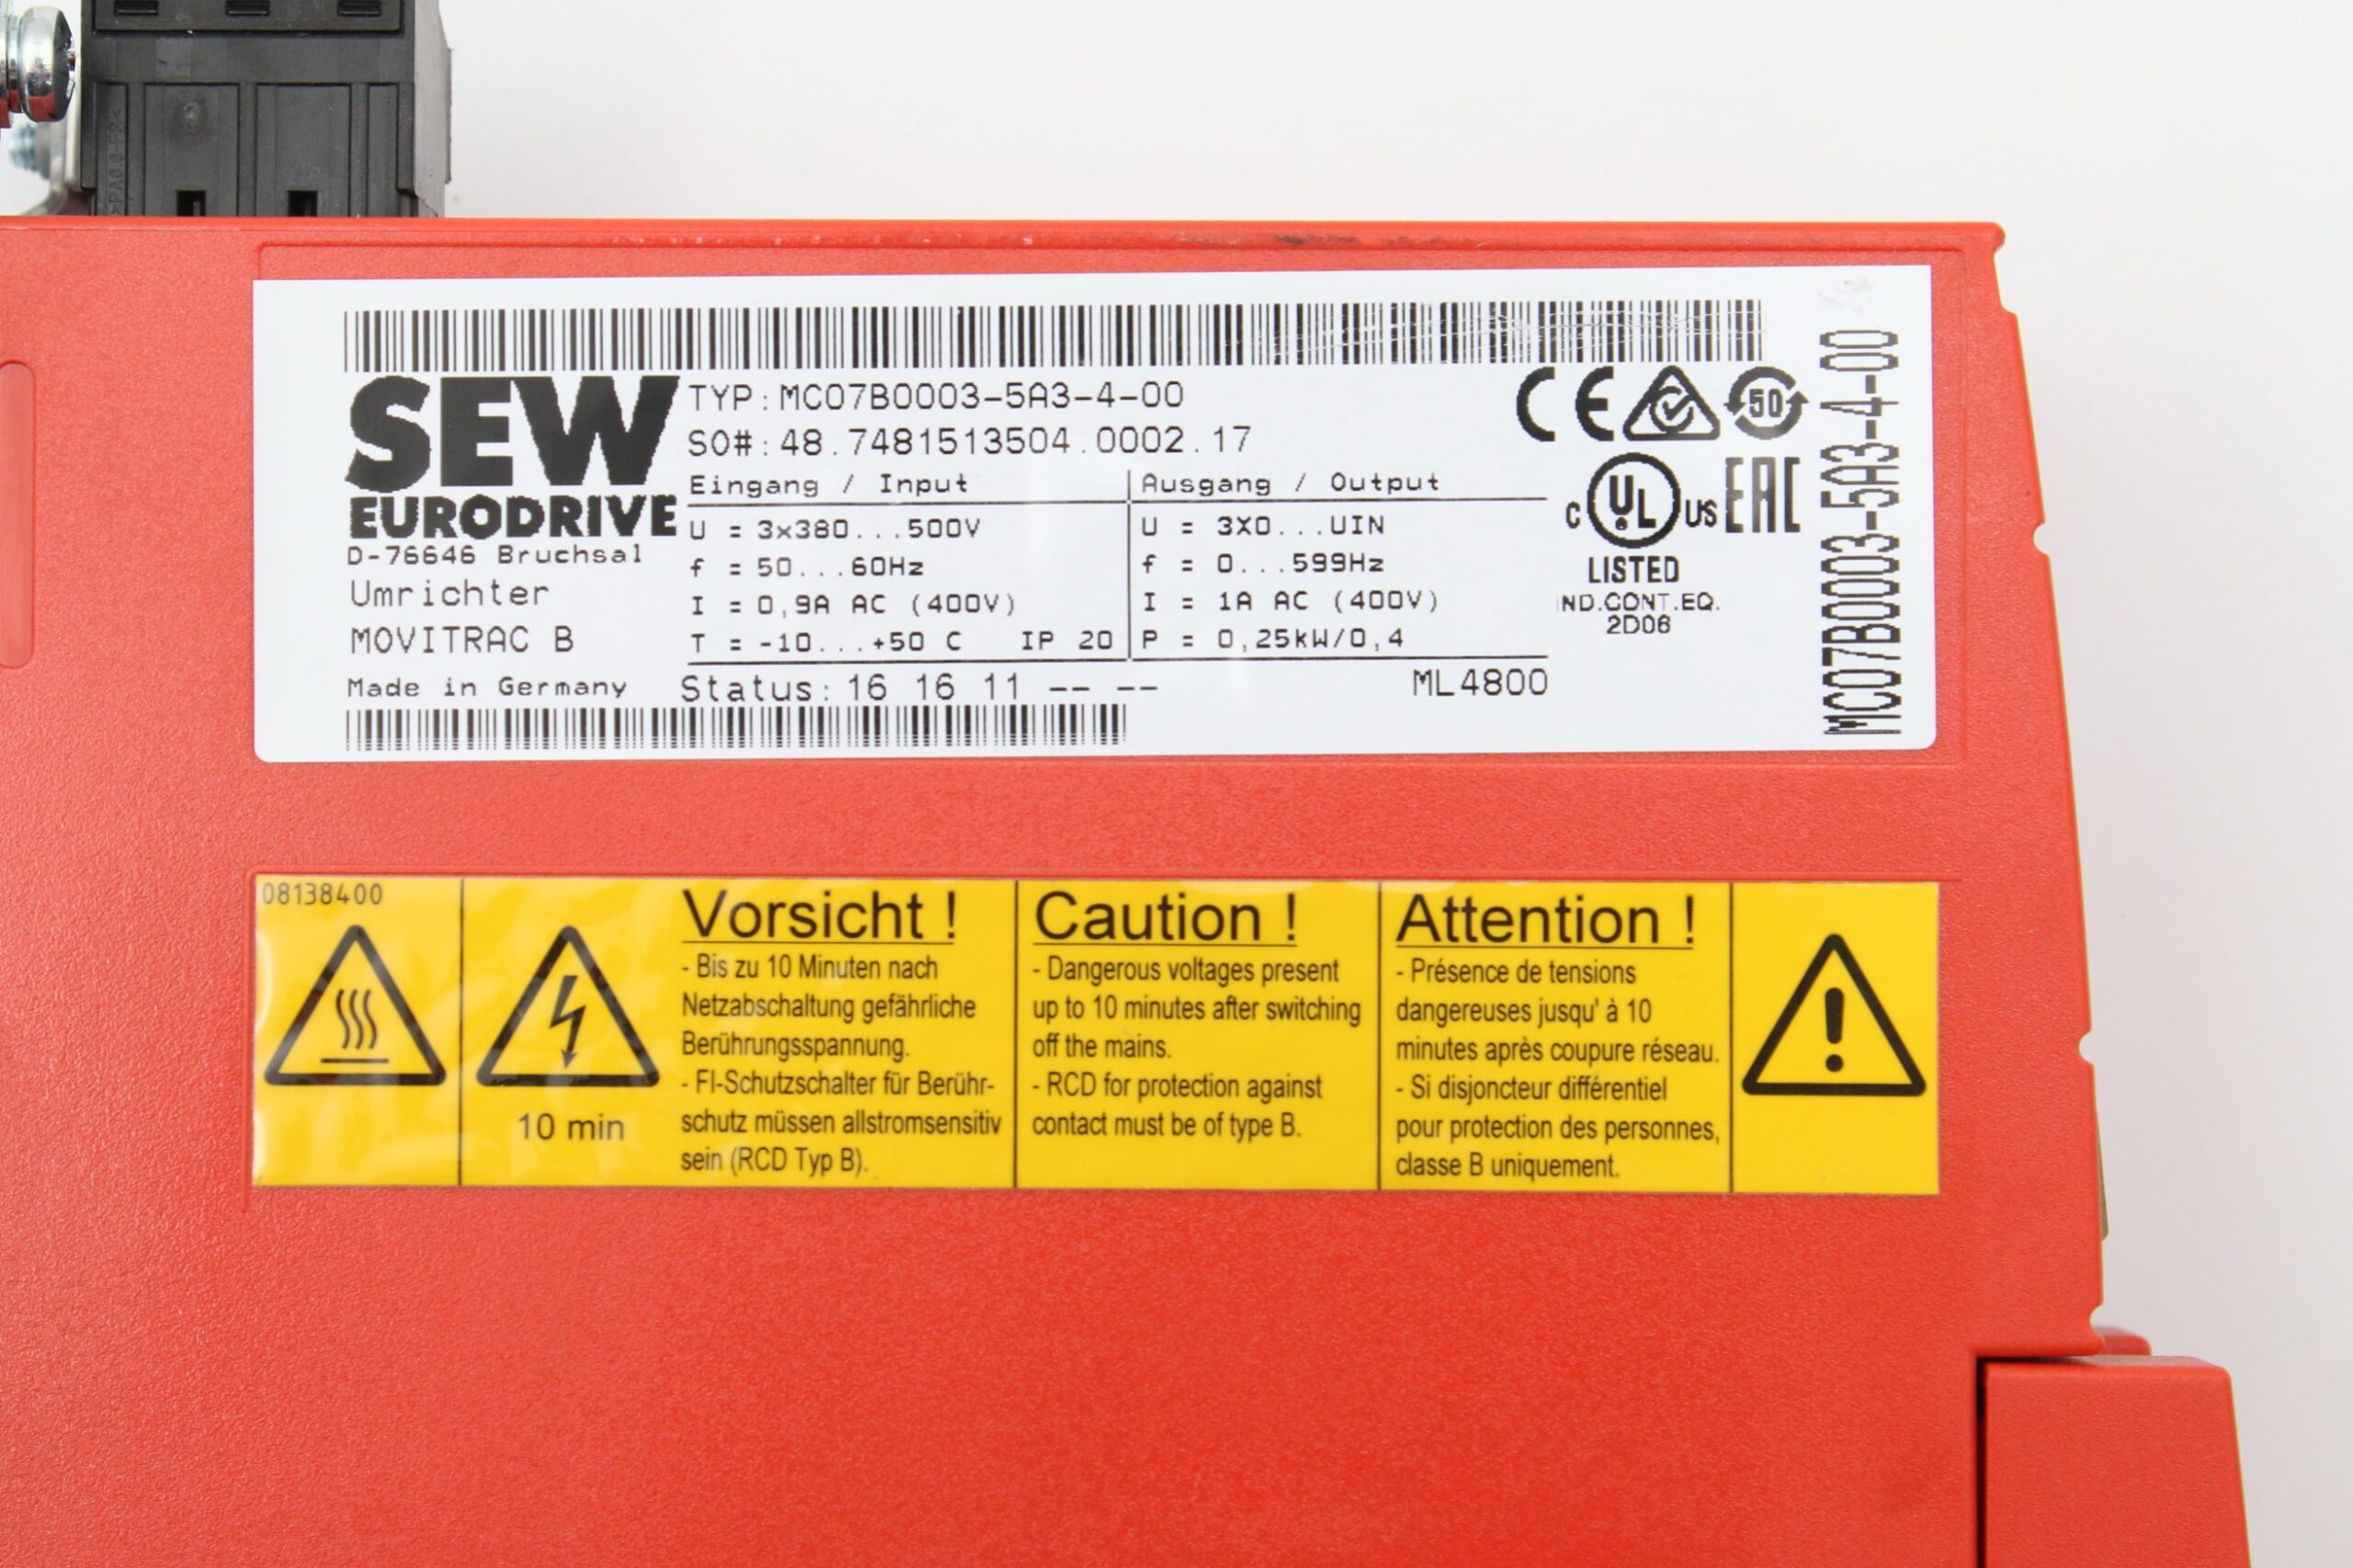 >PA6.6-FR<
SEW
EURODRIVE
D-76646 Bruchsal
Umrichter
MOVITRAC B
Made in Germany
TYP: MC07B0003-5A3-4-00
SO#: 48.7481513504.0002.17
Eingang / Input
U = 3x380...500V
f = 50...60Hz
I = 0,9A AC (400V)
T = -10...+50 C IP 20
Ausgang / Output
U = 3X0...UIN
f = 0...599Hz
I = 1A AC (400V)
P = 0,25kW/0,4
Status: 16 16 11 -- --
ML4800
CE
50
C UL US
EAC
LISTED
IND.CONT.EQ.
2D06
MC07B0003-5A3-4-00
08138400
10 min
Vorsicht !
- Bis zu 10 Minuten nach
Netzabschaltung gefährliche
Berührungsspannung.
- FI-Schutzschalter für Berühr-
schutz müssen allstromsensitiv
sein (RCD Typ B).
Caution !
- Dangerous voltages present
up to 10 minutes after switching
off the mains.
- RCD for protection against
contact must be of type B.
Attention !
- Présence de tensions
dangereuses jusqu' à 10
minutes après coupure réseau.
- Si disjoncteur différentiel
pour protection des personnes,
classe B uniquement.